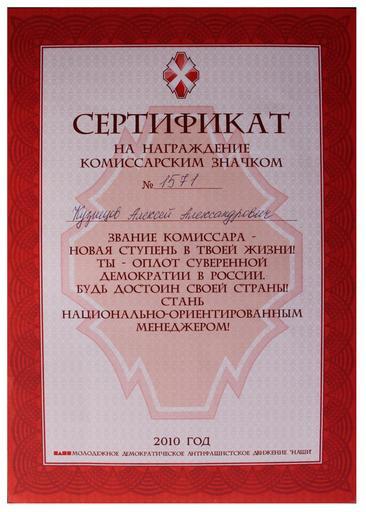 СЕРТИФИКАТ
НА НАГРАЖДЕНИЕ
КОМИССАРСКИМ ЗНАЧКОМ
№ 1571
Кузнецов Алексей Александрович
ЗВАНИЕ КОМИССАРА -
НОВАЯ СТУПЕНЬ В ТВОЕЙ ЖИЗНИ!
ТЫ - ОПЛОТ СУВЕРЕННОЙ
ДЕМОКРАТИИ В РОССИИ.
БУДЬ ДОСТОИН СВОЕЙ СТРАНЫ!
СТАНЬ
НАЦИОНАЛЬНО-ОРИЕНТИРОВАННЫМ
МЕНЕДЖЕРОМ!
2010 ГОД
МОЛОДЕЖНОЕ ДЕМОКРАТИЧЕСКОЕ АНТИФАШИСТСКОЕ ДВИЖЕНИЕ "НАШИ"